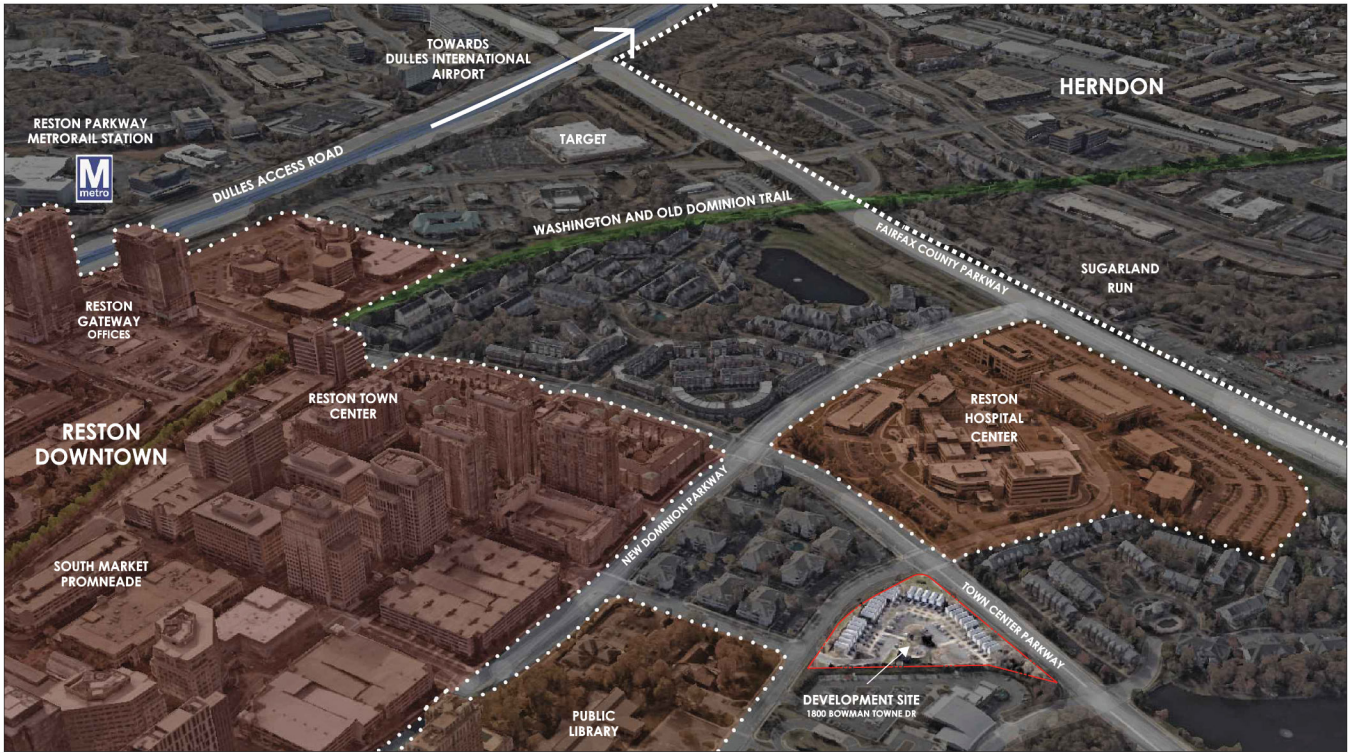 TOWARDS
DULLES INTERNATIONAL
AIRPORT
HERNDON
RESTON PARKWAY
METRORAIL STATION
M
metro
TARGET
DULLES ACCESS ROAD
WASHINGTON AND OLD DOMINION TRAIL
FAIRFAX COUNTY PARKWAY
SUGARLAND
RUN
RESTON
GATEWAY
OFFICES
RESTON TOWN
CENTER
RESTON
HOSPITAL
CENTER
RESTON
DOWNTOWN
NEW DOMINION PARKWAY
SOUTH MARKET
PROMNEADE
TOWN CENTER PARKWAY
DEVELOPMENT SITE
1800 BOWMAN TOWNE DR
PUBLIC
LIBRARY